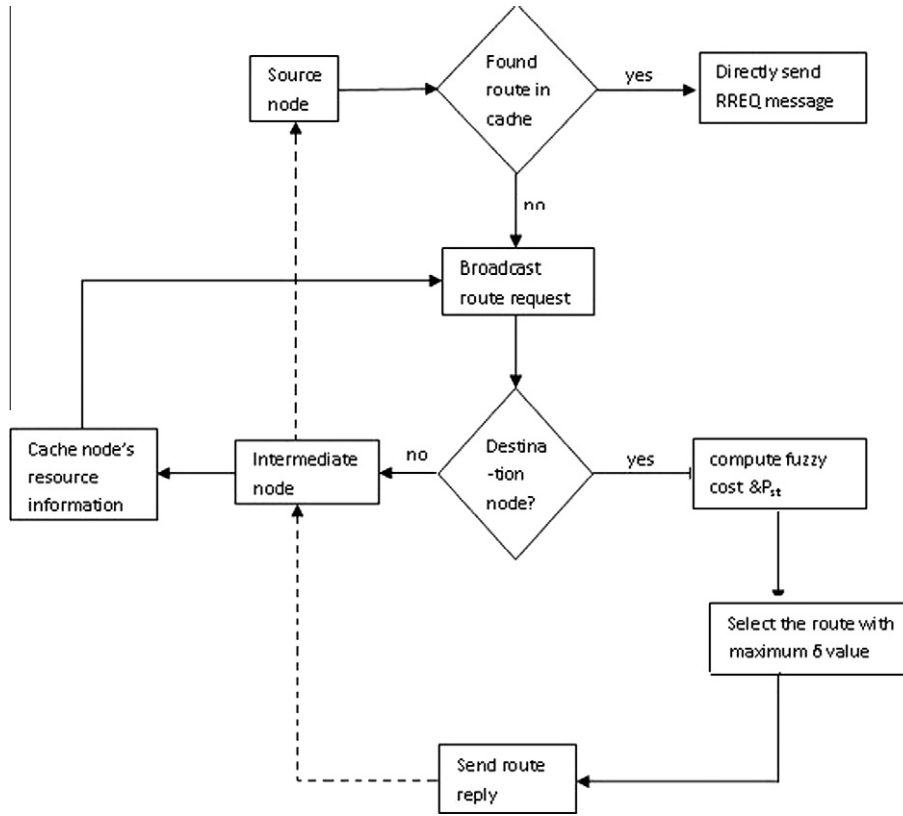 Source
node
Found
route in
cache
yes
Directly send
RREQ message
no
Broadcast
route request
Cache node's
resource
information
Intermediate
node
no
Destina
-tion
node?
yes
compute fuzzy
cost &Pst
Select the route with
maximum δ value
Send route
reply